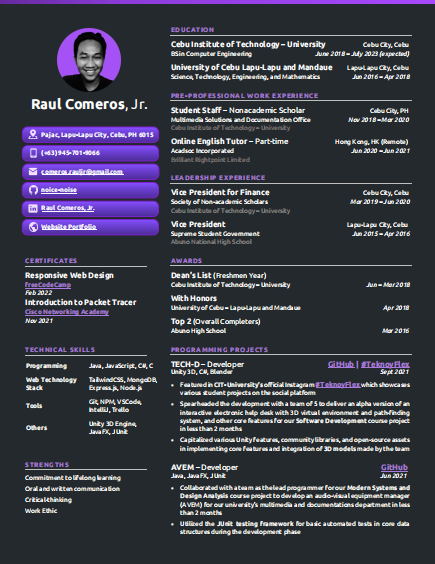 Raul Comeros, Jr.
Pajac, Lapu-Lapu City, Cebu, PH 6015
(+63) 945-701-4066
comeros.rauljr@gmail.com
noice-noise
Raul Comeros, Jr.
Website Portfolio
CERTIFICATES
Responsive Web Design
freeCodeCamp
Feb 2022
Introduction to Packet Tracer
Cisco Networking Academy
Nov 2021
TECHNICAL SKILLS
Programming Java, JavaScript, C#, C
Web Technology Stack TailwindCSS, MongoDB, Express.js, Node.js
Tools Git, NPM, VSCode, IntelliJ, Trello
Others Unity 3D Engine, JavaFX, JUnit
STRENGTHS
Commitment to lifelong learning
Oral and written communication
Critical-thinking
Work Ethic
EDUCATION
Cebu Institute of Technology – University Cebu City, Cebu
BS in Computer Engineering June 2018 – July 2023 (expected)
University of Cebu Lapu-Lapu and Mandaue Lapu-Lapu City, Cebu
Science, Technology, Engineering, and Mathematics Jun 2016 – Apr 2018
PRE-PROFESSIONAL WORK EXPERIENCE
Student Staff – Nonacademic Scholar Cebu City, PH
Multimedia Solutions and Documentation Office Nov 2018 – Mar 2020
Cebu Institute of Technology – University
Online English Tutor – Part-time Hong Kong, HK (Remote)
Acadsoc Incorporated Jun 2020 – Jun 2021
Brilliant Rightpoint Limited
LEADERSHIP EXPERIENCE
Vice President for Finance Cebu City, Cebu
Society of Non-academic Scholars Mar 2019 – Jun 2020
Cebu Institute of Technology – University
Vice President Lapu-Lapu City, Cebu
Supreme Student Government Jun 2015 – Apr 2016
Abuno National High School
AWARDS
Dean's List (Freshmen Year)
Cebu Institute of Technology – University Jun – Mar 2018
With Honors
University of Cebu – Lapu-Lapu and Mandaue Apr 2018
Top 2 (Overall Completers)
Abuno High School Mar 2016
PROGRAMMING PROJECTS
TECH-D – Developer GitHub | #TeknoyFlex
Unity 3D, C#, Blender Sept 2021
• Featured in CIT-University's official Instagram #TeknoyFlex which showcases
various student projects on the social platform
• Spearheaded the development with a team of 5 to deliver an alpha version of an
interactive electronic help desk with 3D virtual environment and path-finding
system, and other core features for our Software Development course project
in less than 2 months
• Capitalized various Unity features, community libraries, and open-source assets
in implementing core features and integration of 3D models made by the team
AVEM – Developer GitHub
Java, JavaFX, JUnit Jun 2021
• Collaborated with a team as the lead programmer for our Modern Systems and
Design Analysis course project to develop an audio-visual equipment manager
(AVEM) for our university's multimedia and documentations department in less
than 2 months
• Utilized the JUnit testing framework for basic automated tests in core data
structures during the development phase